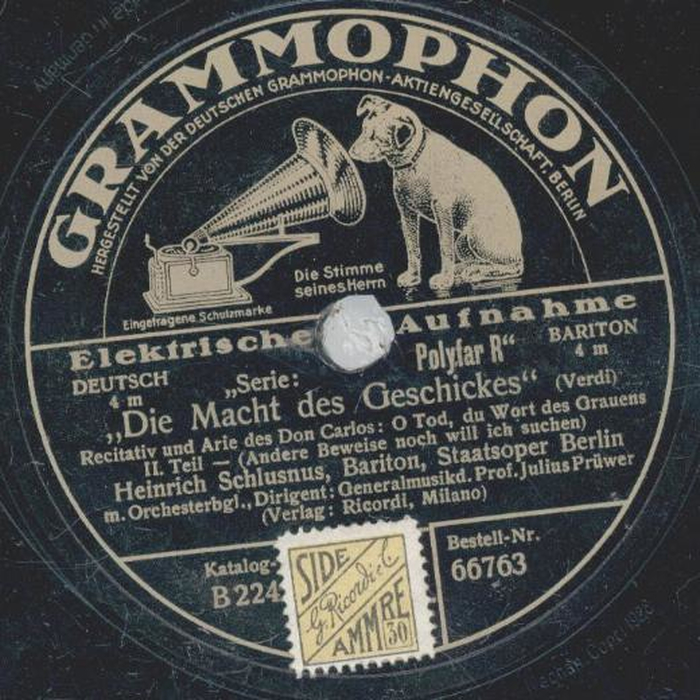 GRAMMOPHON
HERGESTELLT VON DER DEUTSCHEN GRAMMOPHON - AKTIENGESELLSCHAFT, BERLIN
Die Stimme
seines Herrn
Eingetragene Schutzmarke
Elektrische Aufnahme
DEUTSCH
4 m
„Serie:
Polyfar R“
BARITON
4 m
„Die Macht des Geschickes“ (Verdi)
Recitativ und Arie des Don Carlos: O Tod, du Wort des Grauens
II. Teil — (Andere Beweise noch will ich suchen)
Heinrich Schlusnus, Bariton, Staatsoper Berlin
m. Orchesterbgl., Dirigent: Generalmusikd. Prof. Julius Prüwer
(Verlag: Ricordi, Milano)
Katalog-
B 224
Bestell-Nr.
66763
SIDE
G. Ricordi & C
AMMRE
30